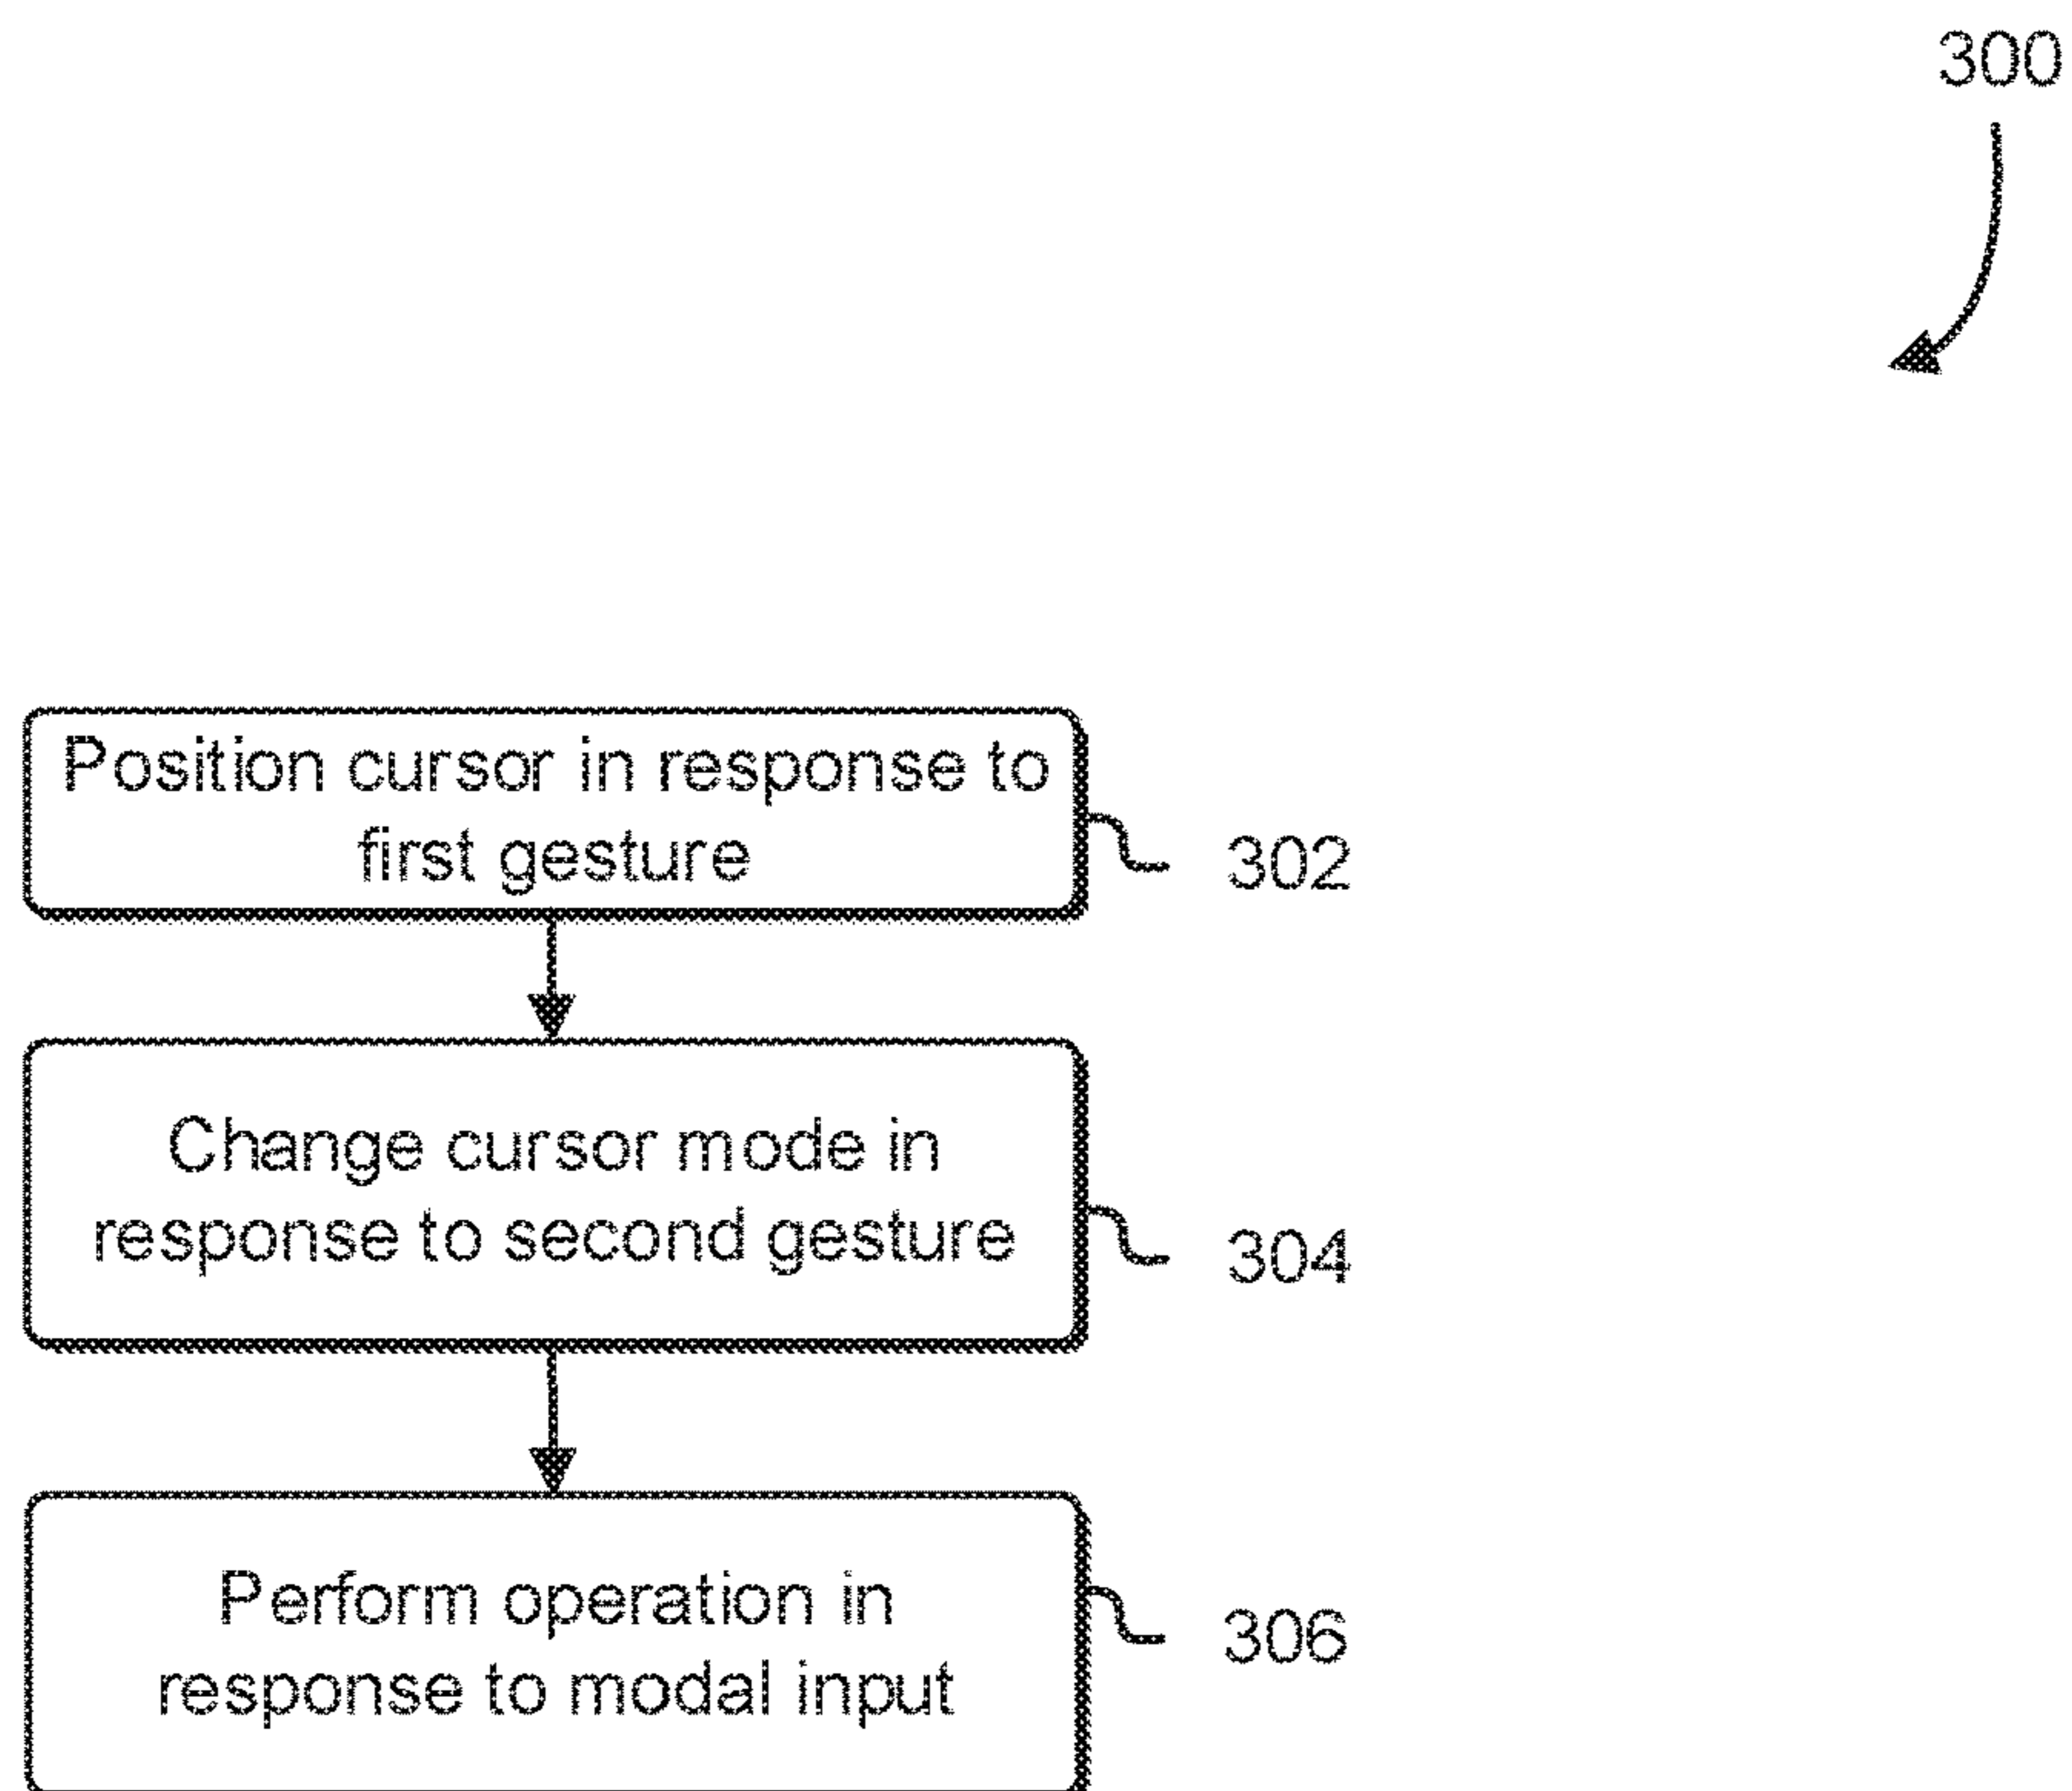 300
Position cursor in response to
first gesture
302
Change cursor mode in
response to second gesture
304
Perform operation in
response to modal input
306